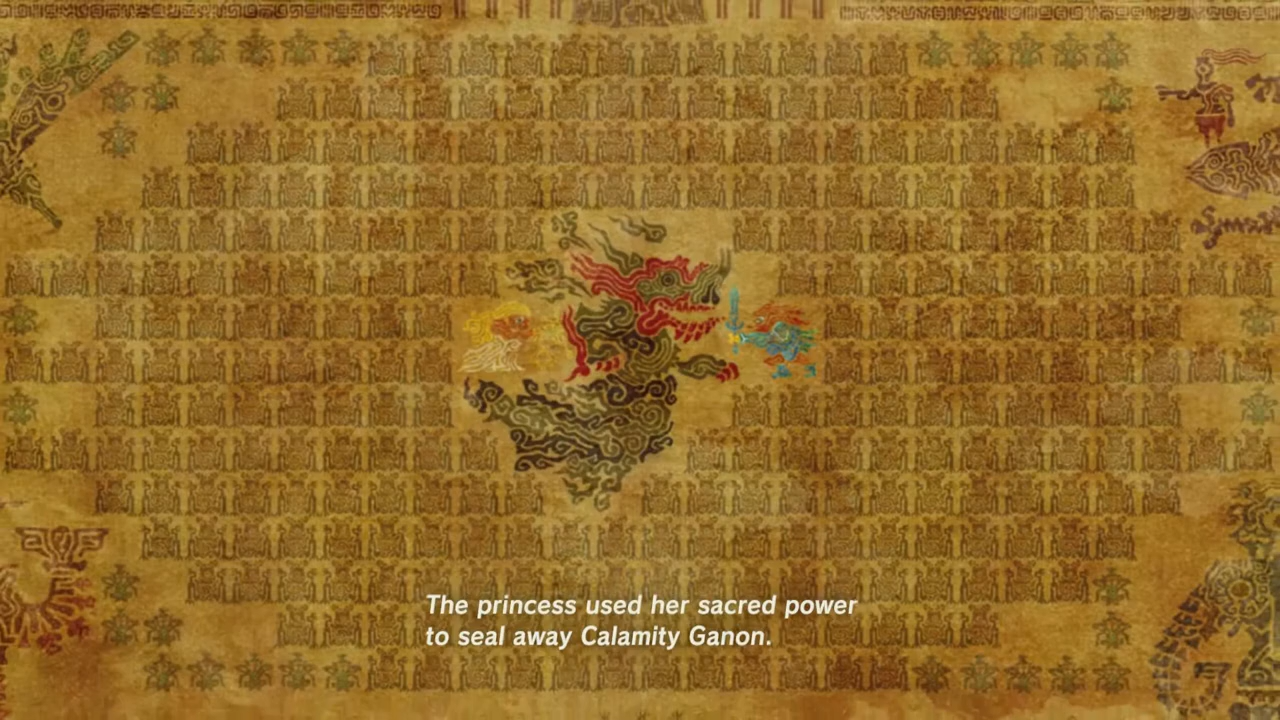 The princess used her sacred power
to seal away Calamity Ganon.